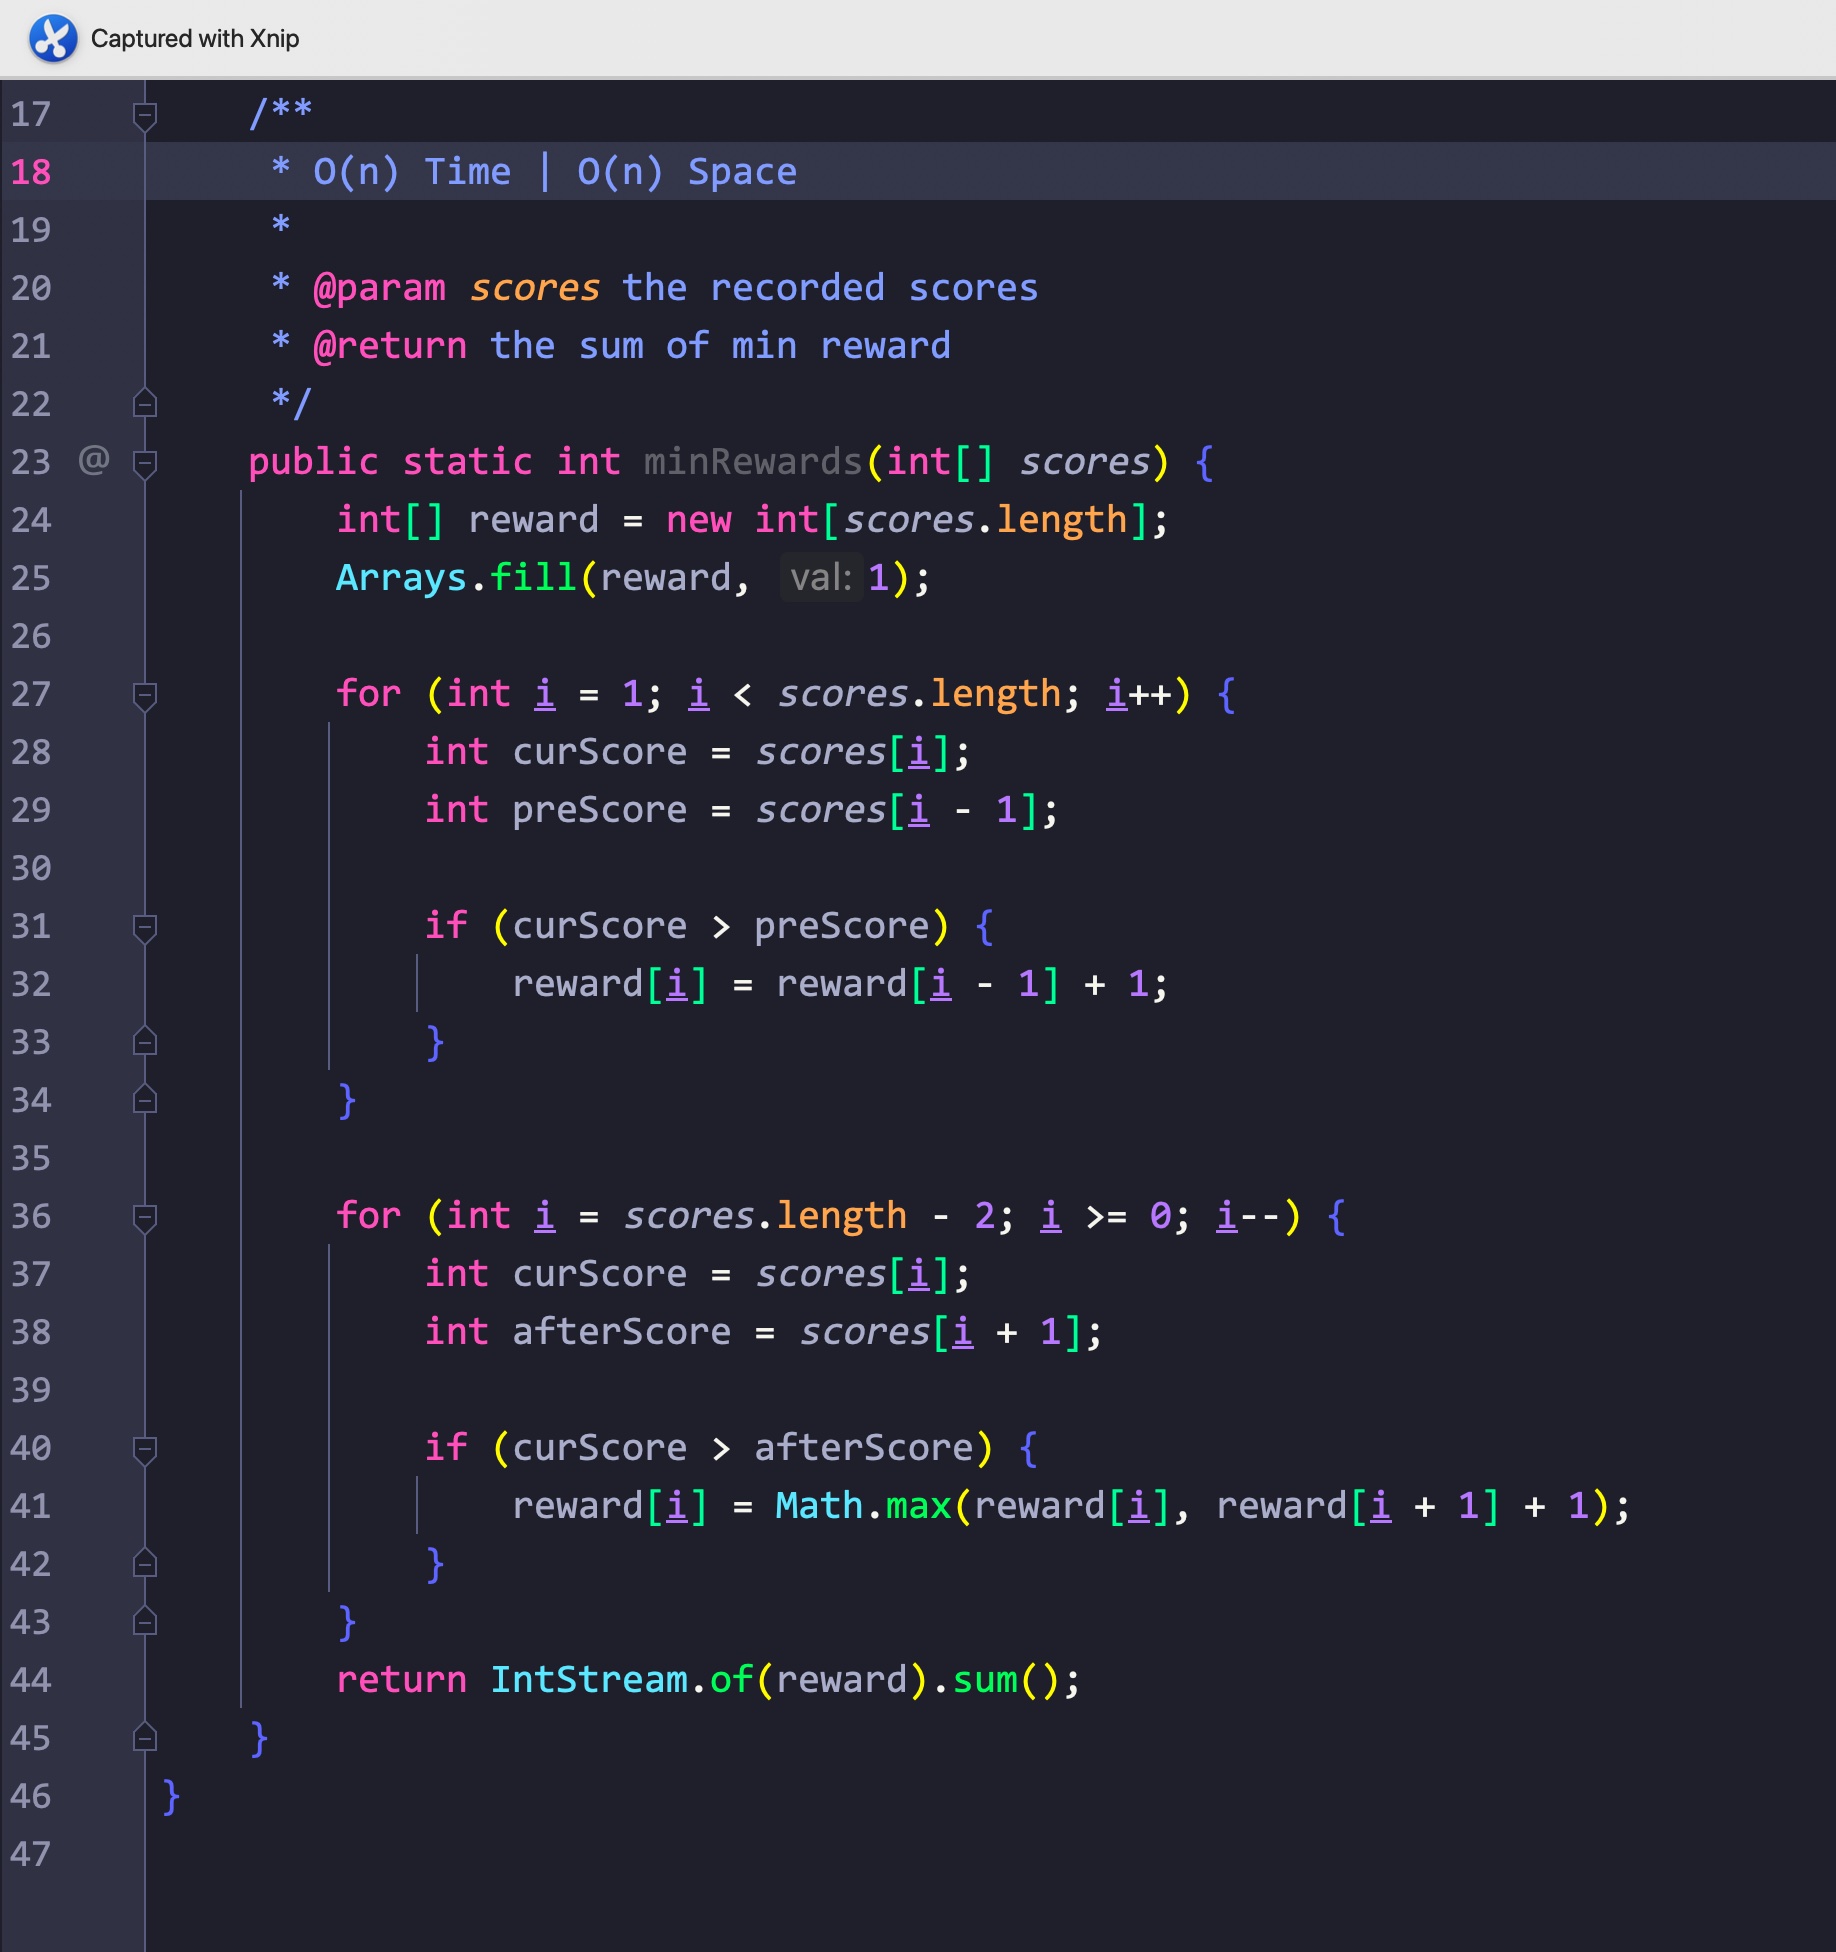 Captured with Xnip
17 /**
18 * O(n) Time | O(n) Space
19 *
20 * @param scores the recorded scores
21 * @return the sum of min reward
22 */
23 @ public static int minRewards(int[] scores) {
24 int[] reward = new int[scores.length];
25 Arrays.fill(reward, val: 1);
26
27 for (int i = 1; i < scores.length; i++) {
28 int curScore = scores[i];
29 int preScore = scores[i - 1];
30
31 if (curScore > preScore) {
32 reward[i] = reward[i - 1] + 1;
33 }
34 }
35
36 for (int i = scores.length - 2; i >= 0; i--) {
37 int curScore = scores[i];
38 int afterScore = scores[i + 1];
39
40 if (curScore > afterScore) {
41 reward[i] = Math.max(reward[i], reward[i + 1] + 1);
42 }
43 }
44 return IntStream.of(reward).sum();
45 }
46 }
47